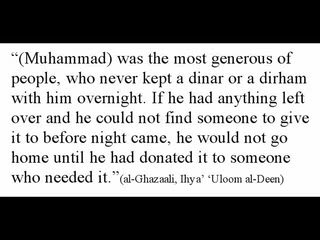 “(Muhammad) was the most generous of
people, who never kept a dinar or a dirham
with him overnight. If he had anything left
over and he could not find someone to give
it to before night came, he would not go
home until he had donated it to someone
who needed it.”(al-Ghazaali, Ihya’ ‘Uloom al-Deen)